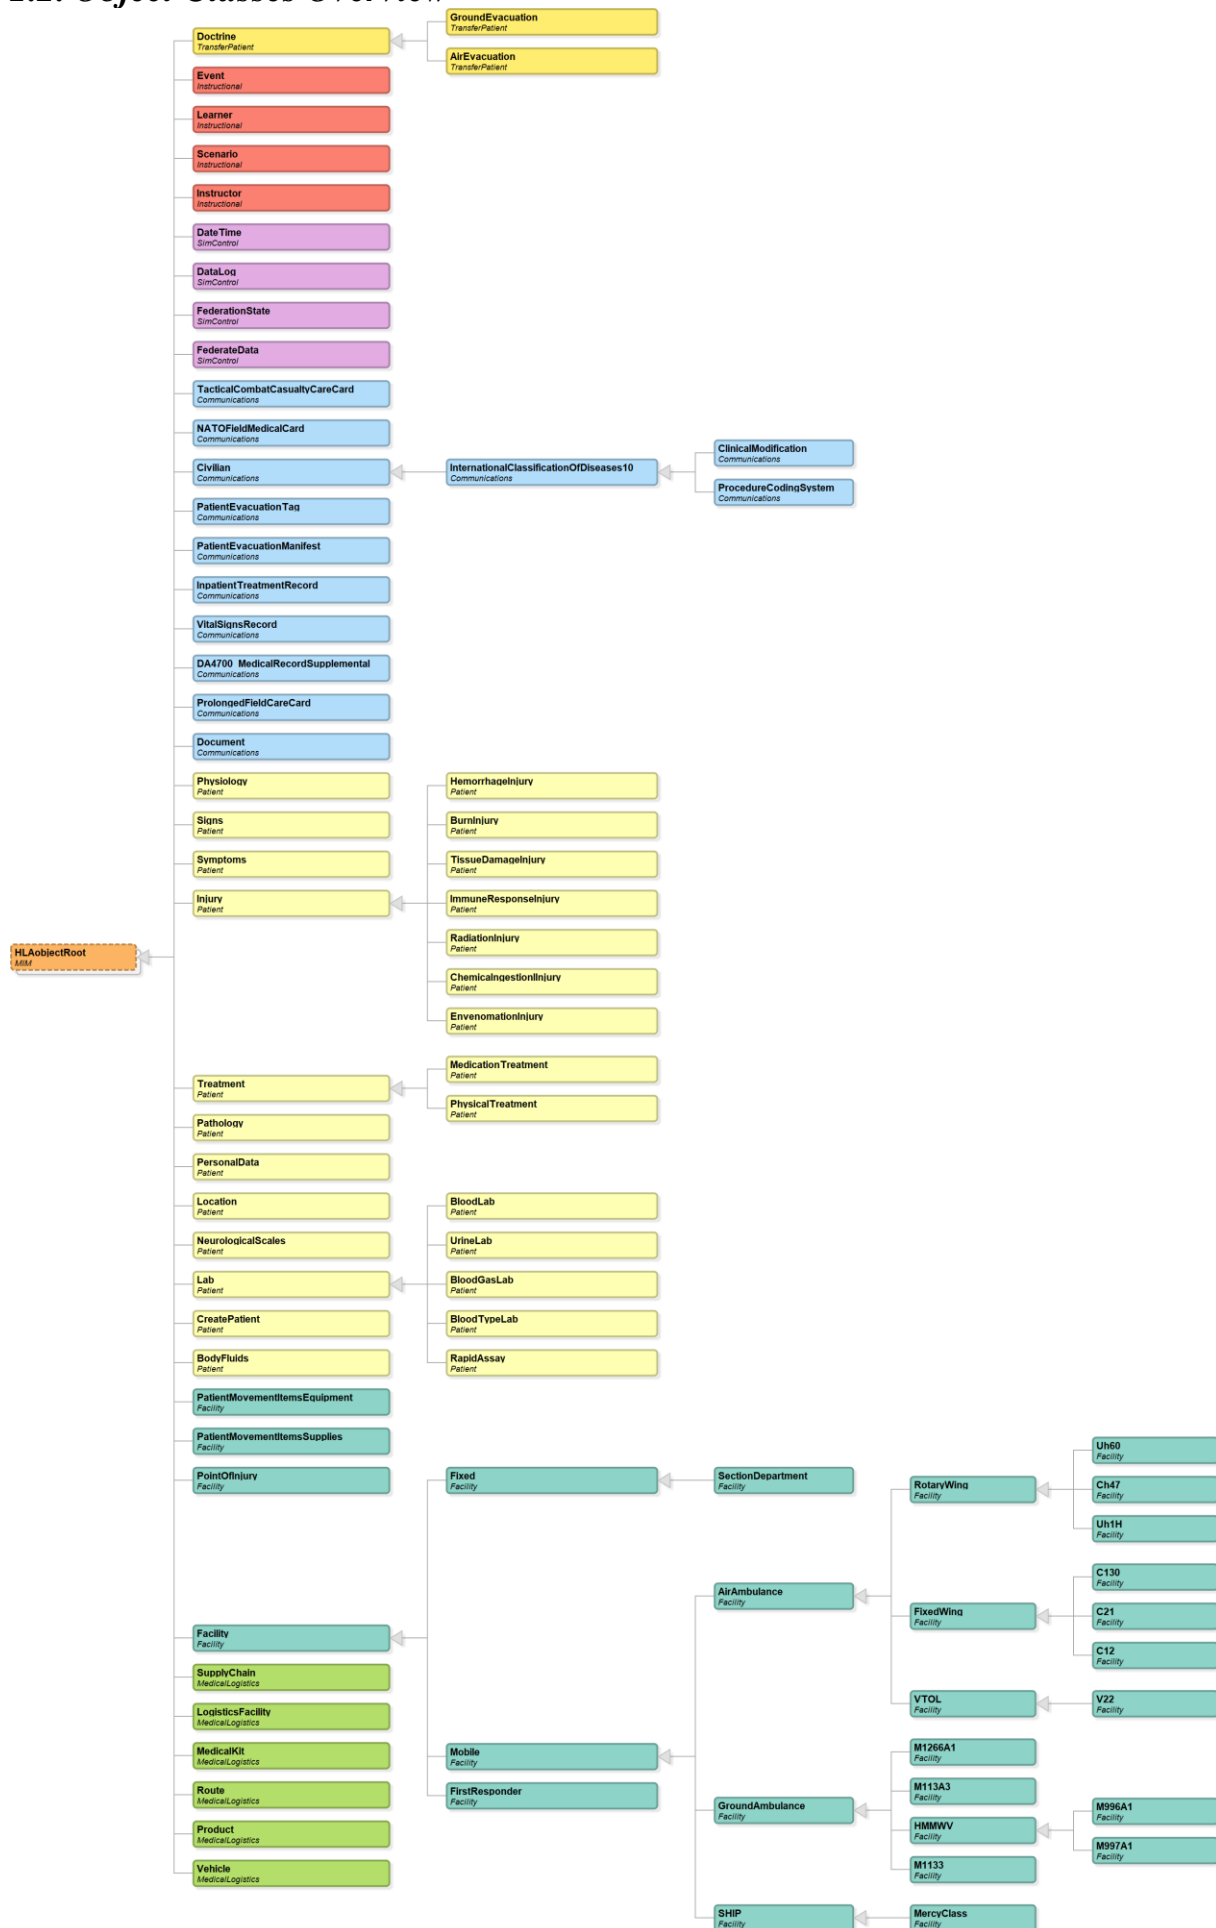 Doctrine
TransferPatient
GroundEvacuation
TransferPatient
AirEvacuation
TransferPatient
Event
Instructional
Learner
Instructional
Scenario
Instructional
Instructor
Instructional
DateTime
SimControl
DataLog
SimControl
FederationState
SimControl
FederateData
SimControl
TacticalCombatCasualtyCareCard
Communications
NATOFieldMedicalCard
Communications
Civilian
Communications
InternationalClassificationOfDiseases10
Communications
ClinicalModification
Communications
ProcedureCodingSystem
Communications
PatientEvacuationTag
Communications
PatientEvacuationManifest
Communications
InpatientTreatmentRecord
Communications
VitalSignsRecord
Communications
DA4700_MedicalRecordSupplemental
Communications
ProlongedFieldCareCard
Communications
Document
Communications
Physiology
Patient
Signs
Patient
Symptoms
Patient
Injury
Patient
HemorrhageInjury
Patient
BurnInjury
Patient
TissueDamageInjury
Patient
ImmuneResponseInjury
Patient
RadiationInjury
Patient
ChemicaIngestionIInjury
Patient
EnvenomationInjury
Patient
HLAobjectRoot
MIM
Treatment
Patient
MedicationTreatment
Patient
PhysicalTreatment
Patient
Pathology
Patient
PersonalData
Patient
Location
Patient
NeurologicalScales
Patient
Lab
Patient
BloodLab
Patient
UrineLab
Patient
BloodGasLab
Patient
BloodTypeLab
Patient
RapidAssay
Patient
CreatePatient
Patient
BodyFluids
Patient
PatientMovementItemsEquipment
Facility
PatientMovementItemsSupplies
Facility
PointOfInjury
Facility
Facility
Facility
Fixed
Facility
SectionDepartment
Facility
Mobile
Facility
FirstResponder
Facility
AirAmbulance
Facility
RotaryWing
Facility
Uh60
Facility
Ch47
Facility
Uh1H
Facility
FixedWing
Facility
C130
Facility
C21
Facility
C12
Facility
VTOL
Facility
V22
Facility
GroundAmbulance
Facility
M1266A1
Facility
M113A3
Facility
HMMWV
Facility
M996A1
Facility
M997A1
Facility
M1133
Facility
SHIP
Facility
MercyClass
Facility
SupplyChain
MedicalLogistics
LogisticsFacility
MedicalLogistics
MedicalKit
MedicalLogistics
Route
MedicalLogistics
Product
MedicalLogistics
Vehicle
MedicalLogistics